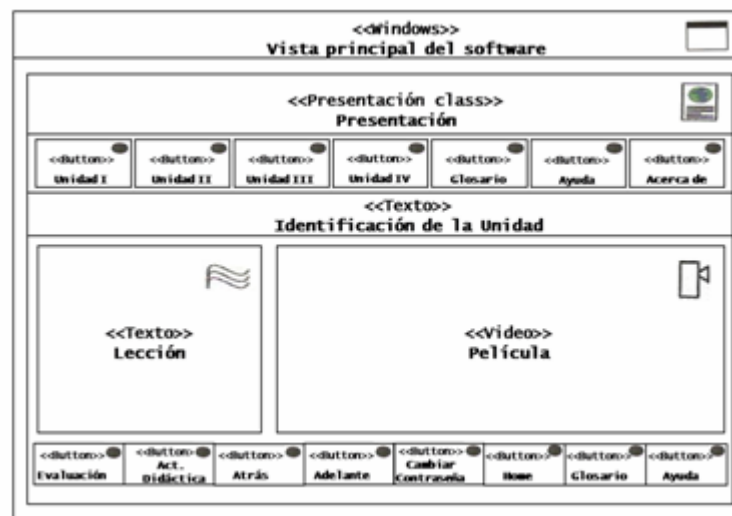 <<Windows>>
Vista principal del software
<<Presentación class>>
Presentación
<<Button>> <<Button>> <<Button>> <<Button>> <<Button>> <<Button>> <<Button>>
Unidad I Unidad II Unidad III Unidad IV Glosario Ayuda Acerca de
<<Texto>>
Identificación de la Unidad
<<Texto>>
Lección
<<Video>>
Película
<<Button>> <<Button>> <<Button>> <<Button>> <<Button>> <<Button>> <<Button>> <<Button>>
Evaluación Act. Didáctica Atrás Adelante Cambiar Contraseña Home Glosario Ayuda